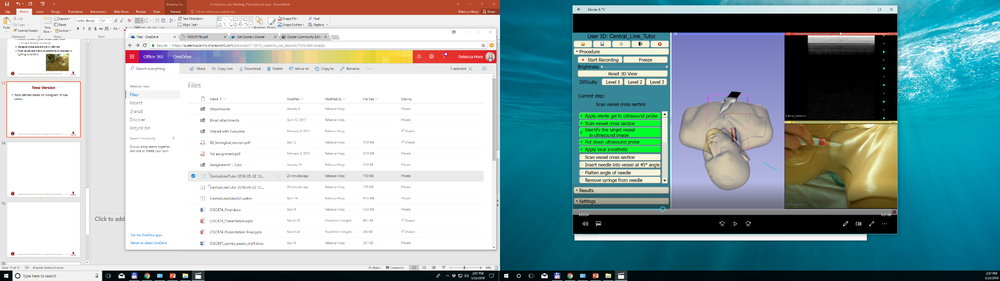 Drawing To...
CentralLine_Lab_Meeting_Presentation3.pptx - PowerPoint
File Home Insert Design Transitions Animations Slide Show Review View Format Tell me what you want to do...
Rebecca Hisey Share
Paste
Cut
Copy
Format Painter
Clipboard
New
Slide
Layout
Reset
Section
Slides
Calibri (Body) 32
Font
Text Direction
Align Text
Arrange Quick
Shape Fill
Shape Outline
Find
Replace
Set-up is very time-consuming
– Range and size are arbitrarily defined
– Pixel values are highly-susceptible to changes in
lighting conditions
13
New Version
• Tools defined based on histogram of hue
values
14
15
16
Click to add
Slide 13 of 17 English (United States)
Notes Comments 89%
Files - OneDrive
1805.05760.pdf
Get Docker | Docker
Docker Community Editi
Secure https://queensuca-my.sharepoint.com/personal/11rjh10_queensu_ca/_layouts/15/onedrive.aspx
Office 365 OneDrive
Rebecca Hisey
Search everything
Share Copy link Download Delete Move to Copy to Rename ...
1 selected
Rebecca Hisey
Files
Recent
Shared
Discover
Recycle bin
Queen's University
Groups bring teams together.
Join one or create your own.
Get the OneDrive apps
Return to classic OneDrive
Files
Name Modified Modified By File Size Sharing
Attachments January 8 Rebecca Hisey Private
Email attachments April 12, 2017 Rebecca Hisey Private
Shared with Everyone February 4, 2015 Rebecca Hisey Shared
02_biological_neuron.pdf April 2 Rebecca Hisey 10.9 MB Shared
1st assignment.pdf February 4, 2015 Rebecca Hisey 20.9 MB Private
Assignment1 - 1.zip January 29 Rebecca Hisey 3.50 KB Private
CentralLineTutor 2018-05-22 12... 25 minutes ago Rebecca Hisey 110 MB Private
CentralLineTutor 2018-05-22 12... 26 minutes ago Rebecca Hisey 176 MB Private
CentralLineVideo02.webm April 14 Rebecca Hisey 41.6 MB Private
CISC874_Final.docx April 9 Rebecca Hisey 1.04 MB Private
CISC874_Presentation.pptx March 26 Niventhini Indrajith 98.1 KB Shared
CISC874_Presentation_Final.pptx March 26 Niventhini Indrajith 360 KB Shared
CISC897_survey_paper_draft.docx April 6 Rebecca Hisey 36.7 KB Private
Type here to search
2:07 PM
5/22/2018
Movies & TV
User ID: Central_Line_Tutor
Procedure
Start Recording Freeze
Brightness
Reset 3D View
Difficulty Level 1 Level 2 Level 3
Current step:
Scan vessel cross section
Apply sterile gel to ultrasound probe
Scan vessel cross section
Identify the target vessel
in ultrasound image
Put down ultrasound probe
Apply local anesthetic
Scan vessel cross section
Insert needle into vessel at 45° angle
Flatten angle of needle
Remove syringe from needle
Results
Settings
B: Image_Reference
0:00:24
0:01:06
10
30
2:07 PM
5/22/2018